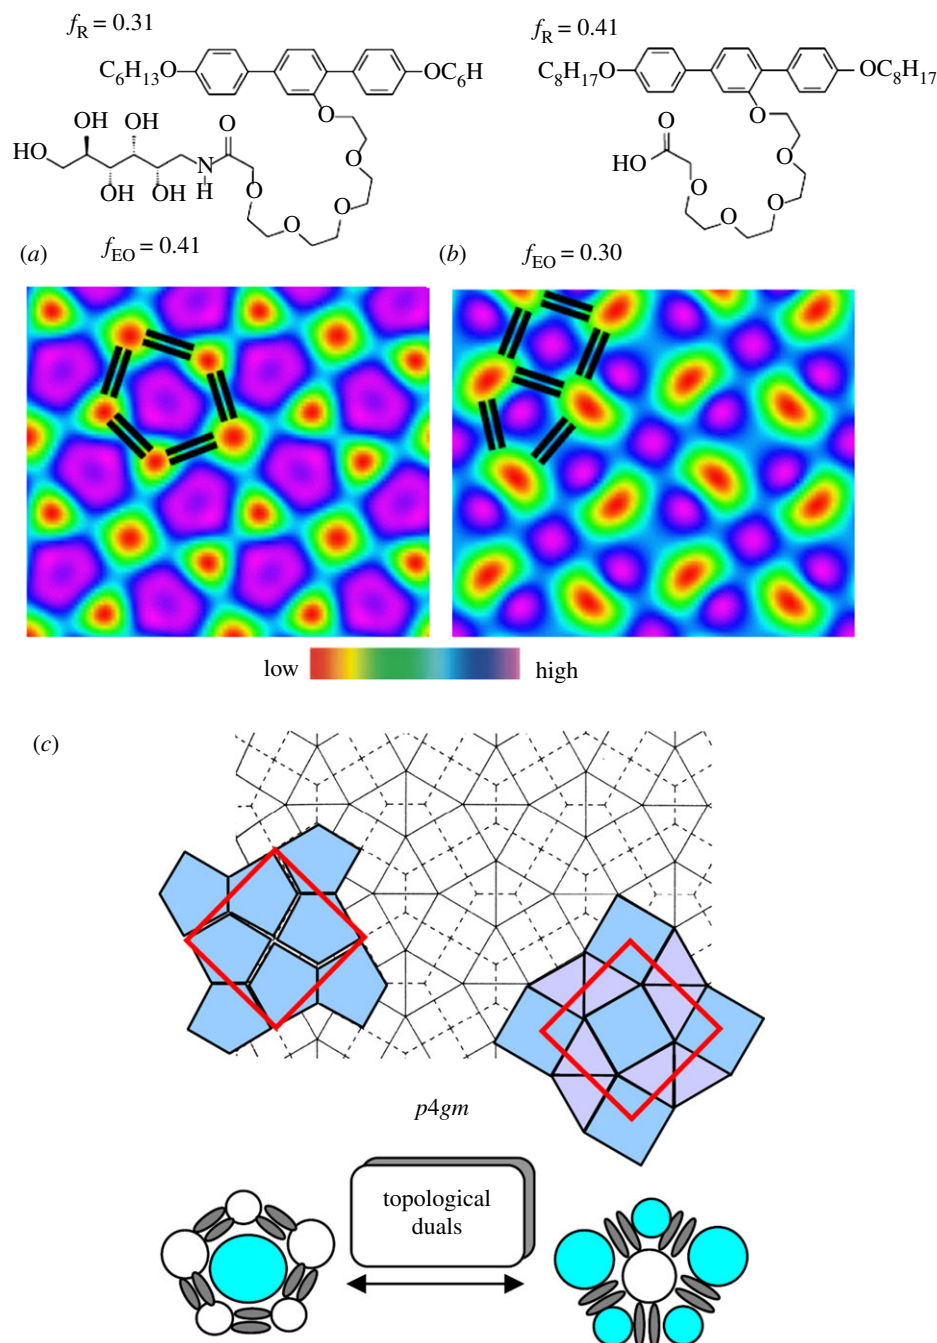 f_R = 0.31
f_R = 0.41
C₆H₁₃O
OC₆H
C₈H₁₇O
OC₈H₁₇
O
O
OH
OH
O
O
HO
N
O
HO
O
OH
OH
H
O
O
O
O
O
O
(a)
f_EO = 0.41
(b)
f_EO = 0.30
low
high
(c)
p4gm
topological
duals